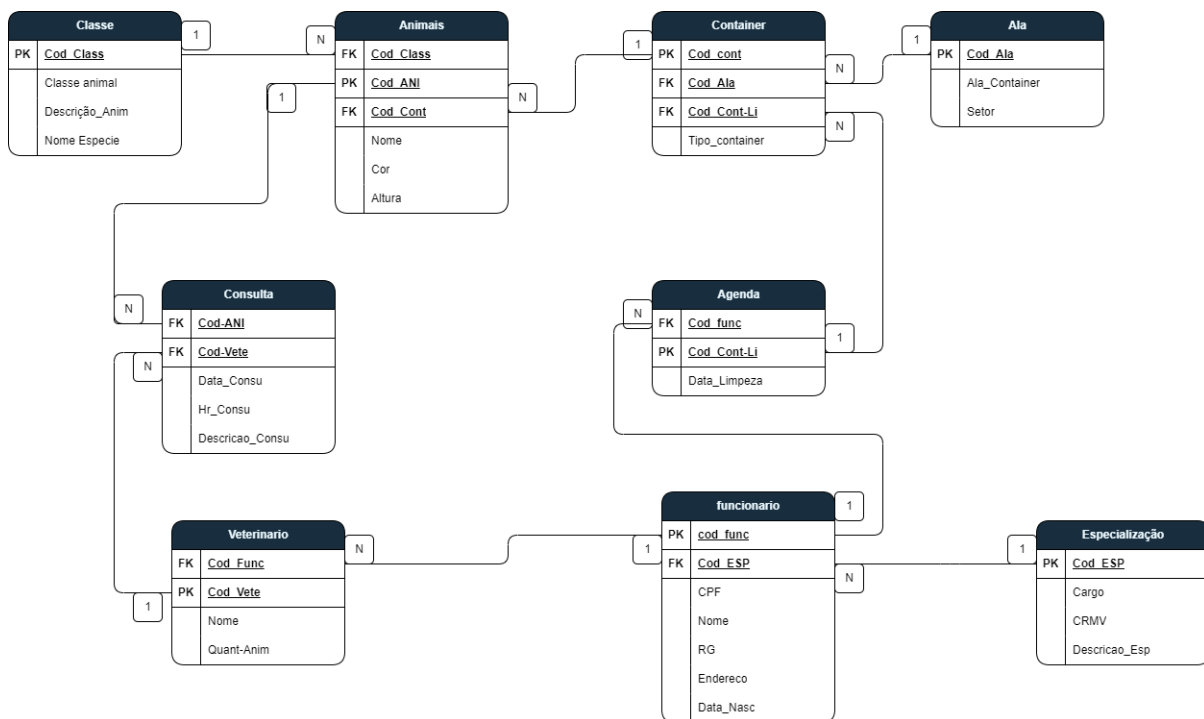 Classe
PK Cod_Class
Classe animal
Descrição_Anim
Nome Especie
1
N
Animais
FK Cod_Class
PK Cod_ANI
FK Cod_Cont
Nome
Cor
Altura
1
N
1
Container
PK Cod_cont
FK Cod_Ala
FK Cod_Cont-Li
Tipo_container
N
N
1
Ala
PK Cod_Ala
Ala_Container
Setor
N
N
Consulta
FK Cod-ANI
FK Cod-Vete
Data_Consu
Hr_Consu
Descricao_Consu
N
Agenda
FK Cod_func
PK Cod_Cont-Li
Data_Limpeza
1
1
Veterinario
FK Cod_Func
PK Cod_Vete
Nome
Quant-Anim
N
1
funcionario
PK cod_func
FK Cod_ESP
CPF
Nome
RG
Endereco
Data_Nasc
1
N
1
Especialização
PK Cod_ESP
Cargo
CRMV
Descricao_Esp